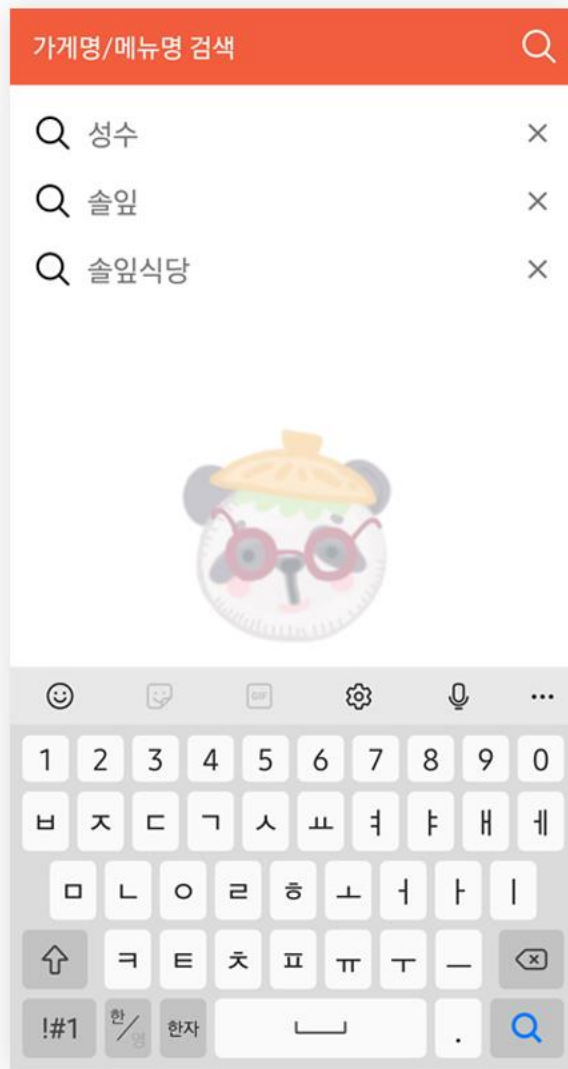 가게명/메뉴명 검색
성수
솔잎
솔잎식당
GIF
1 2 3 4 5 6 7 8 9 0
ㅂ ㅈ ㄷ ㄱ ㅅ ㅛ ㅕ ㅑ ㅐ ㅔ
ㅁ ㄴ ㅇ ㄹ ㅎ ㅗ ㅓ ㅏ ㅣ
ㅋ ㅌ ㅊ ㅍ ㅠ ㅜ ㅡ
!#1 한/영 한자 .